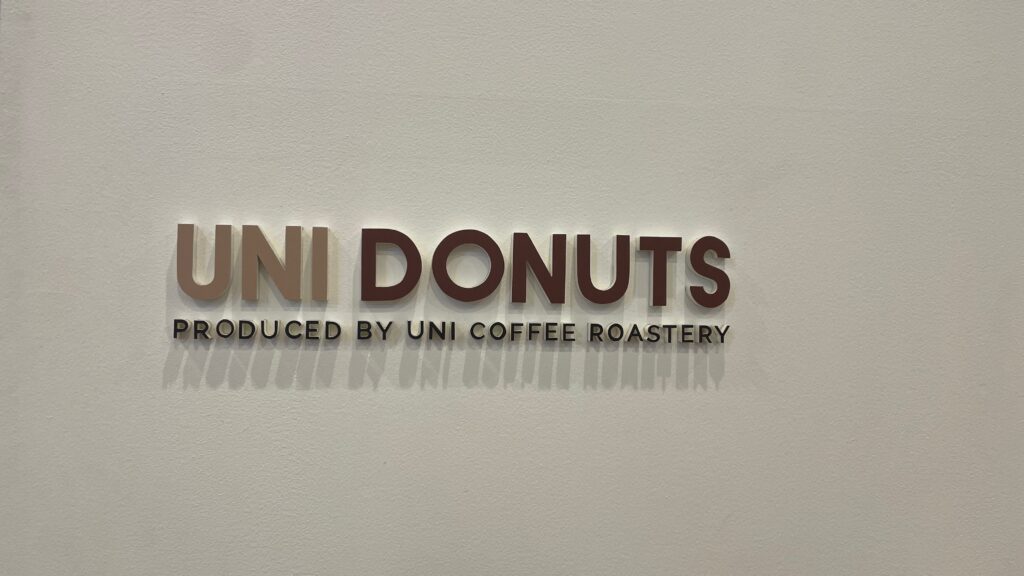 UNI DONUTS
PRODUCED BY UNI COFFEE ROASTERY